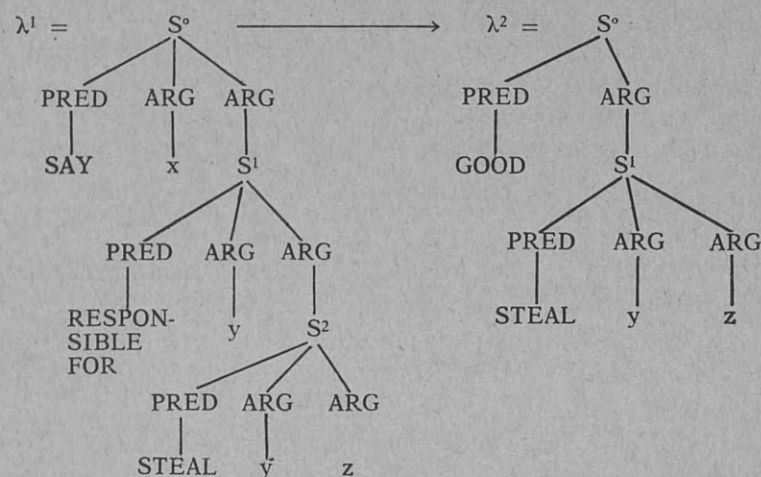 λ¹ = S° λ² = S°
PRED ARG ARG PRED ARG
SAY x S¹ GOOD S¹
PRED ARG ARG PRED ARG ARG
RESPON- y S² STEAL y z
SIBLE
FOR
PRED ARG ARG
STEAL y z